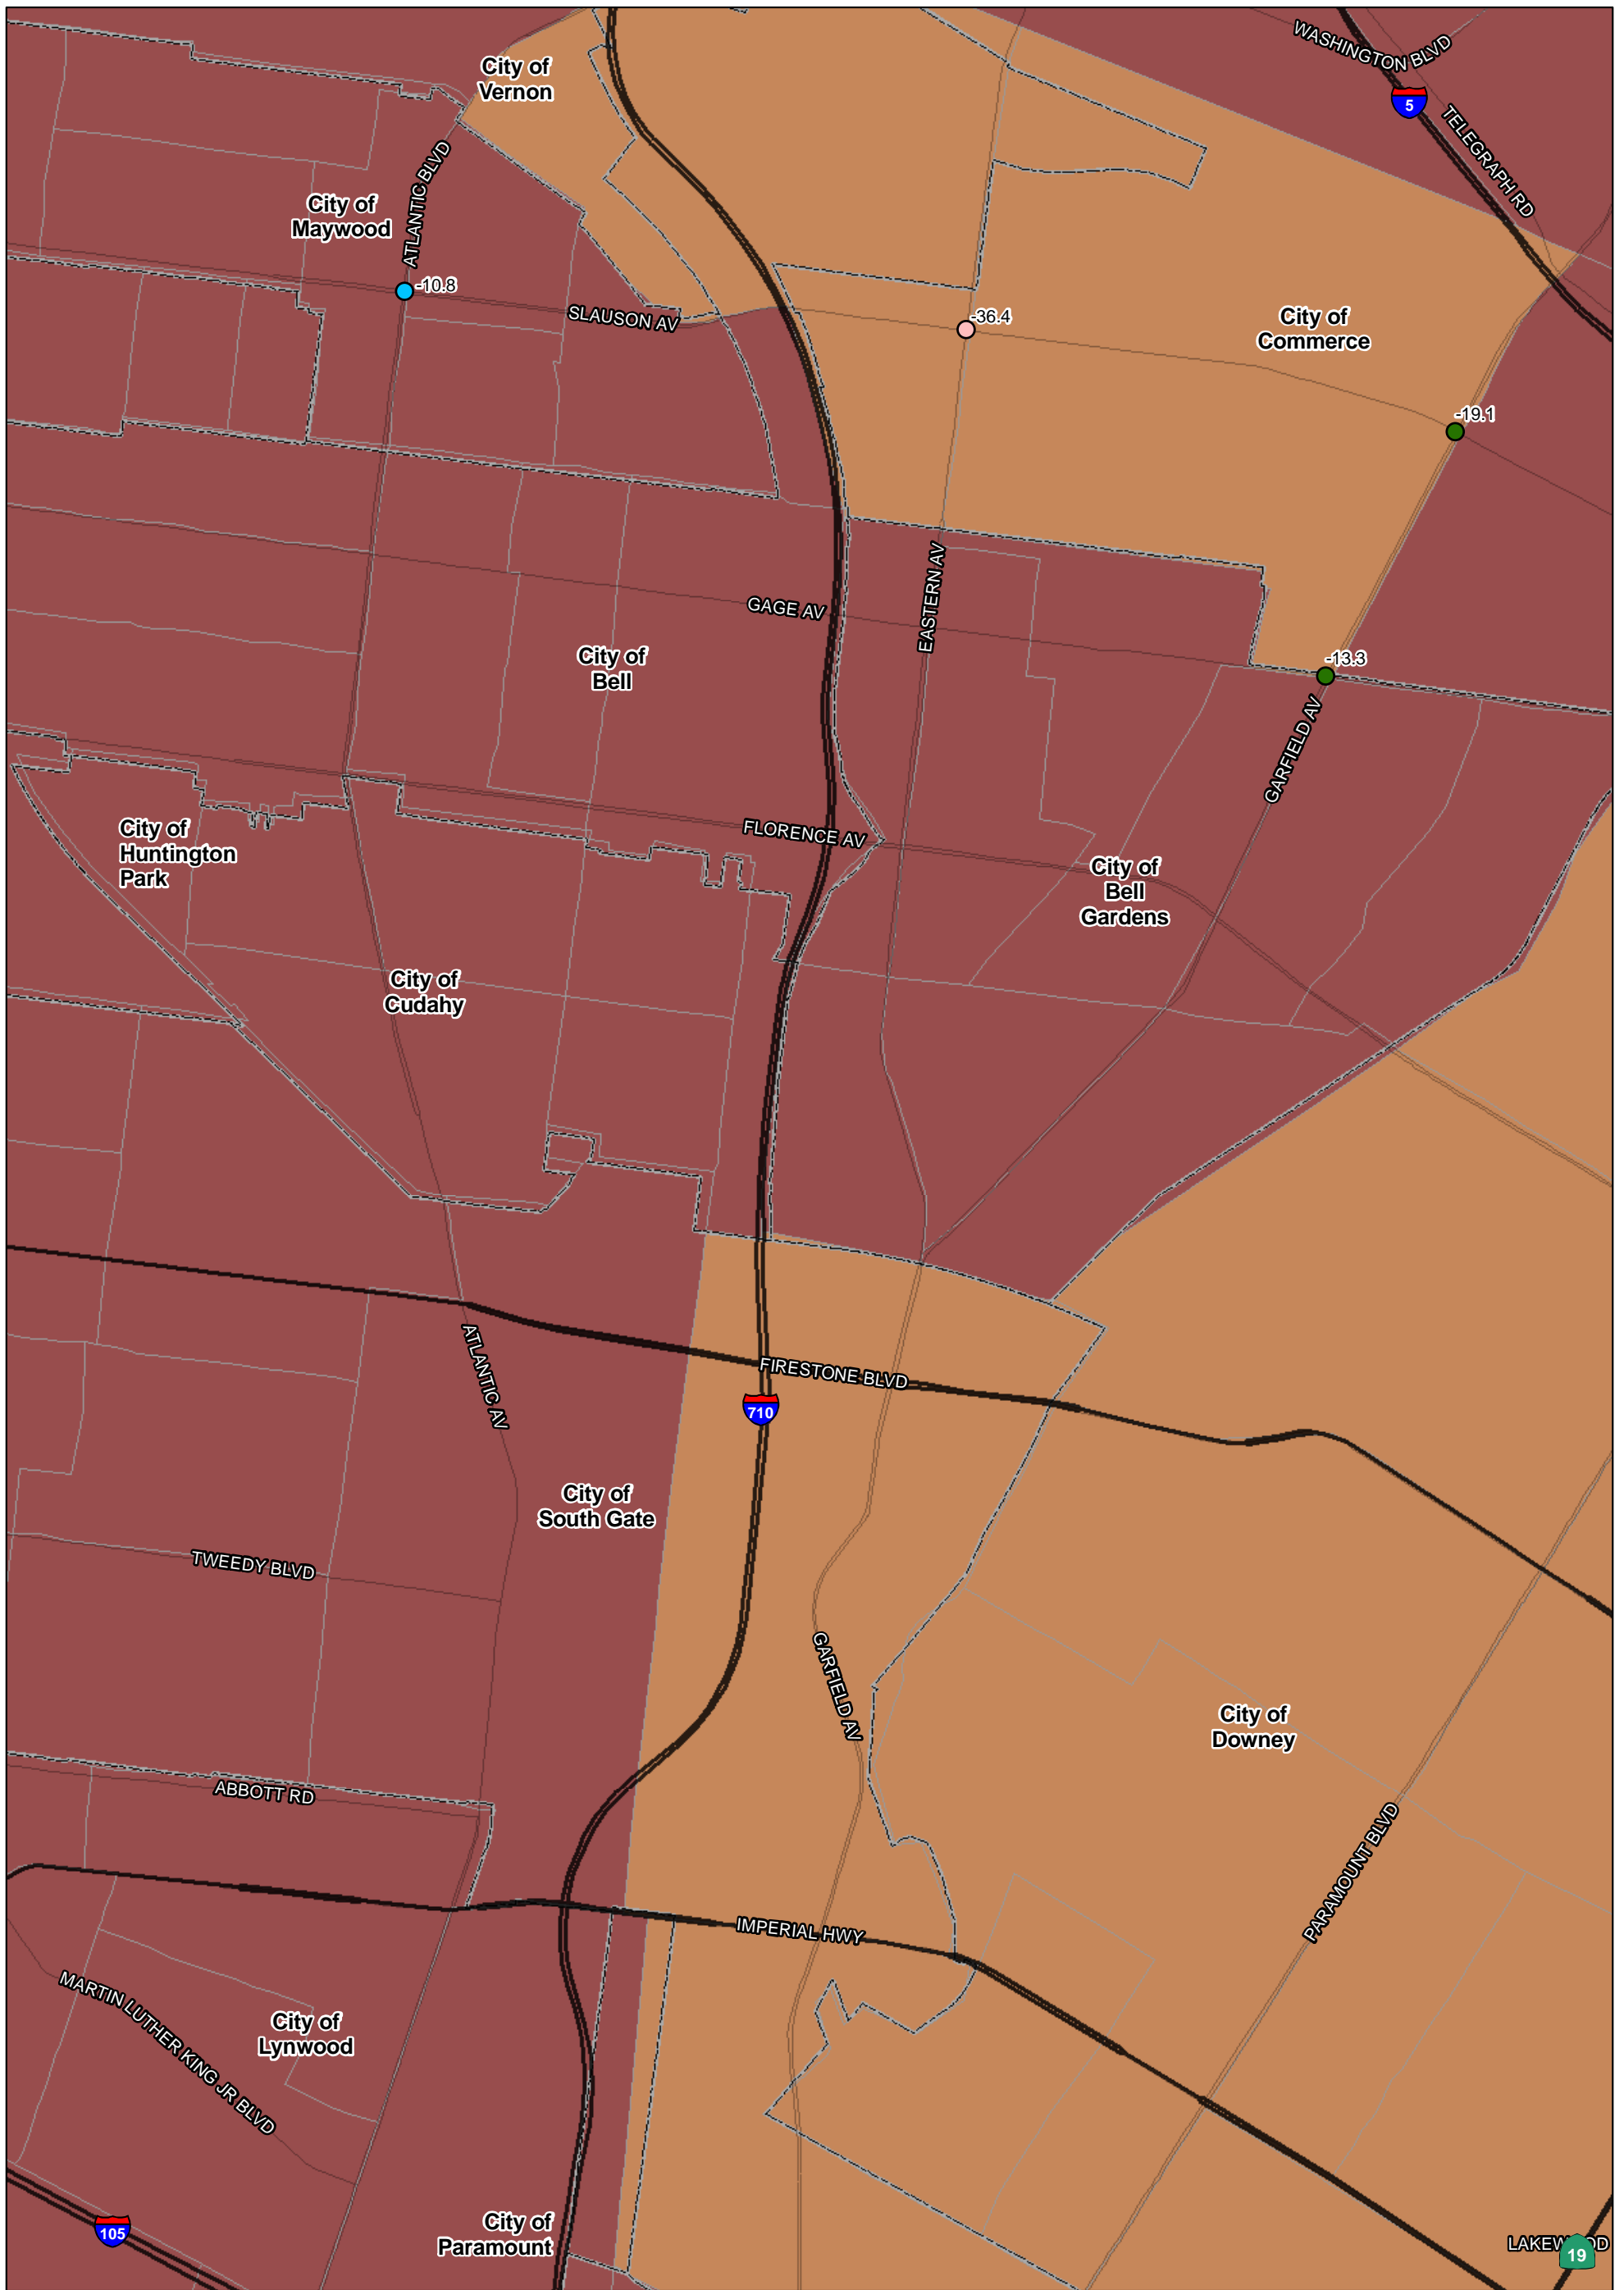 WASHINGTON BLVD
City of
Vernon
5
TELEGRAPH RD
ATLANTIC BLVD
City of
Maywood
-10.8
SLAUSON AV
-36.4
City of
Commerce
-19.1
EASTERN AV
GAGE AV
City of
Bell
-13.3
GARFIELD AV
FLORENCE AV
City of
Huntington
Park
City of
Bell
Gardens
City of
Cudahy
ATLANTIC AV
FIRESTONE BLVD
710
City of
South Gate
TWEEDY BLVD
GARFIELD AV
City of
Downey
ABBOTT RD
PARAMOUNT BLVD
IMPERIAL HWY
MARTIN LUTHER KING JR BLVD
City of
Lynwood
105
City of
Paramount
19